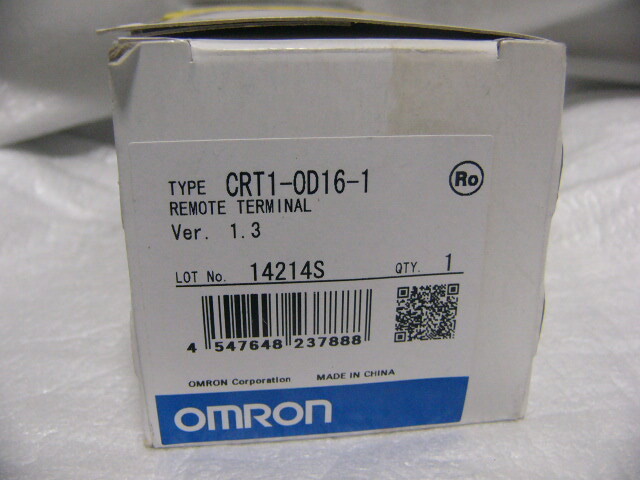 TYPE CRT1-OD16-1
Ro
REMOTE TERMINAL
Ver. 1.3
LOT No. 14214S QTY. 1
4 547648 237888
OMRON Corporation MADE IN CHINA
OMRON